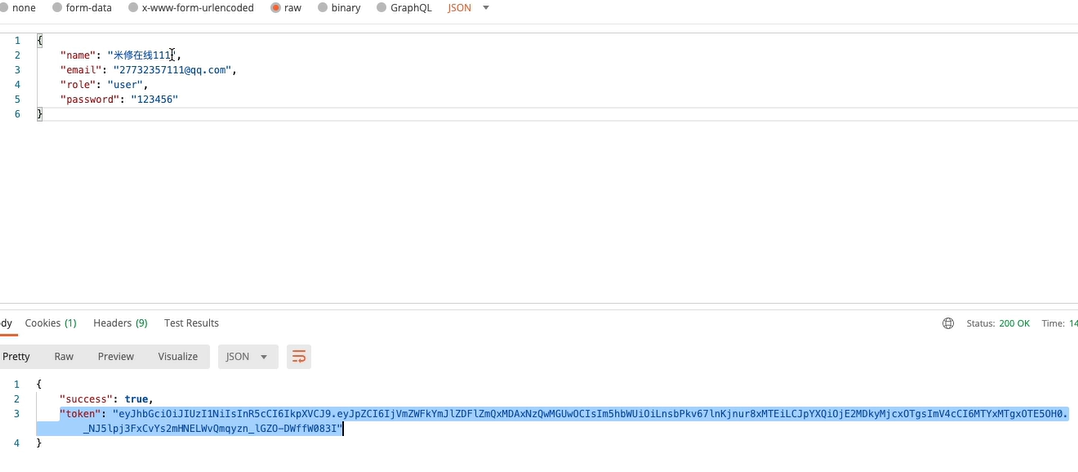 none form-data x-www-form-urlencoded raw binary GraphQL JSON
1 {
2 "name": "米修在线111",
3 "email": "27732357111@qq.com",
4 "role": "user",
5 "password": "123456"
6 }
dy Cookies (1) Headers (9) Test Results Status: 200 OK Time: 14
Pretty Raw Preview Visualize JSON
1 {
2 "success": true,
3 "token": "eyJhbGciOiJIUzI1NiIsInR5cCI6IkpXVCJ9.eyJpZCI6IjVmZWFkYmJlZDFlZmQxMDAxNzQwMGUwOCIsIm5hbWUiOiLnsbPkv67lnKjnur8xMTEiLCJpYXQiOjE2MDkyMjcxOTgsImV4cCI6MTYxMTgxOTE5OH0.
_NJ5lpj3FxCvYs2mHNELWvQmqyzn_lGZO-DWffW083I"
4 }